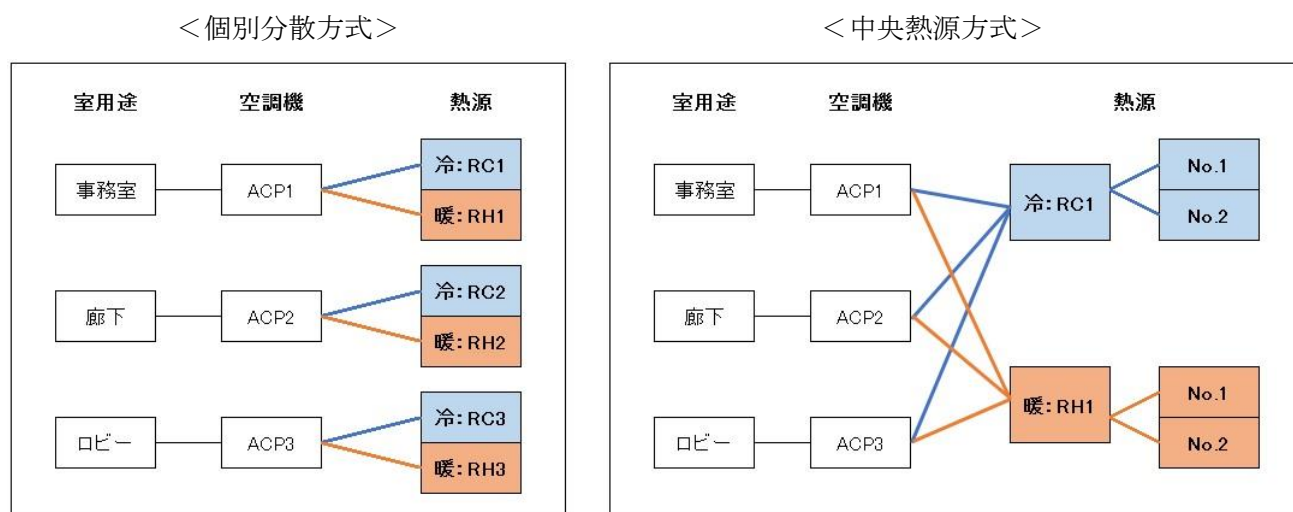 ＜個別分散方式＞
室用途 空調機 熱源
事務室 ACP1 冷：RC1
暖：RH1
廊下 ACP2 冷：RC2
暖：RH2
ロビー ACP3 冷：RC3
暖：RH3
＜中央熱源方式＞
室用途 空調機 熱源
事務室 ACP1 冷：RC1 No.1
No.2
廊下 ACP2
ロビー ACP3 暖：RH1 No.1
No.2